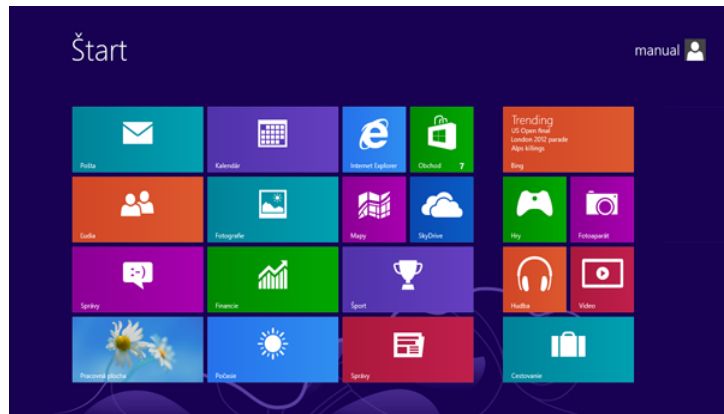 Štart
manual
Pošta
Kalendár
Internet Explorer
Obchod 7
Trending
US Open final
London 2012 parade
Alps killings
Bing
Ľudia
Fotografie
Mapy
SkyDrive
Hry
Fotoaparát
:-)
Správy
Financie
Šport
Hudba
Video
Pracovná plocha
Počasie
Správy
Cestovanie